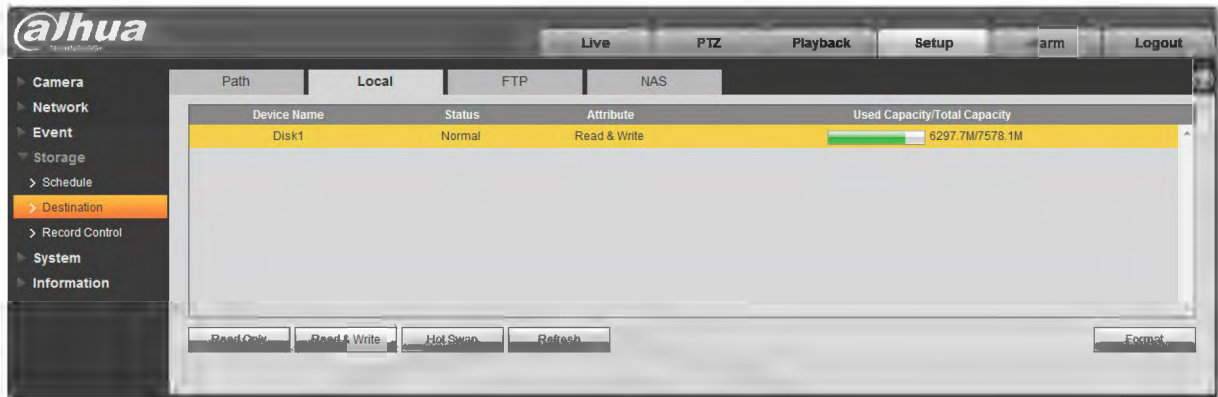 alhua
Live PTZ Playback Setup arm Logout
Camera
Network
Event
Storage
Schedule
Destination
Record Control
System
Information
Path Local FTP NAS
Device Name Status Attribute Used Capacity/Total Capacity
Disk1 Normal Read & Write 6297.7M/7578.1M
Read Only Read & Write Hot Swap Refresh Format